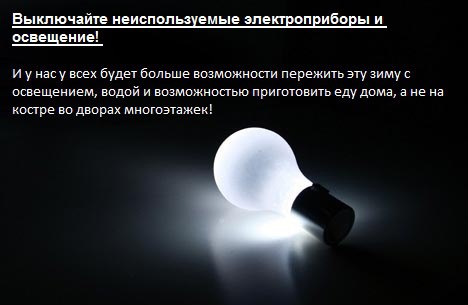 Выключайте неиспользуемые электроприборы и
освещение!
И у нас у всех будет больше возможности пережить эту зиму с
освещением, водой и возможностью приготовить еду дома, а не на
костре во дворах многоэтажек!